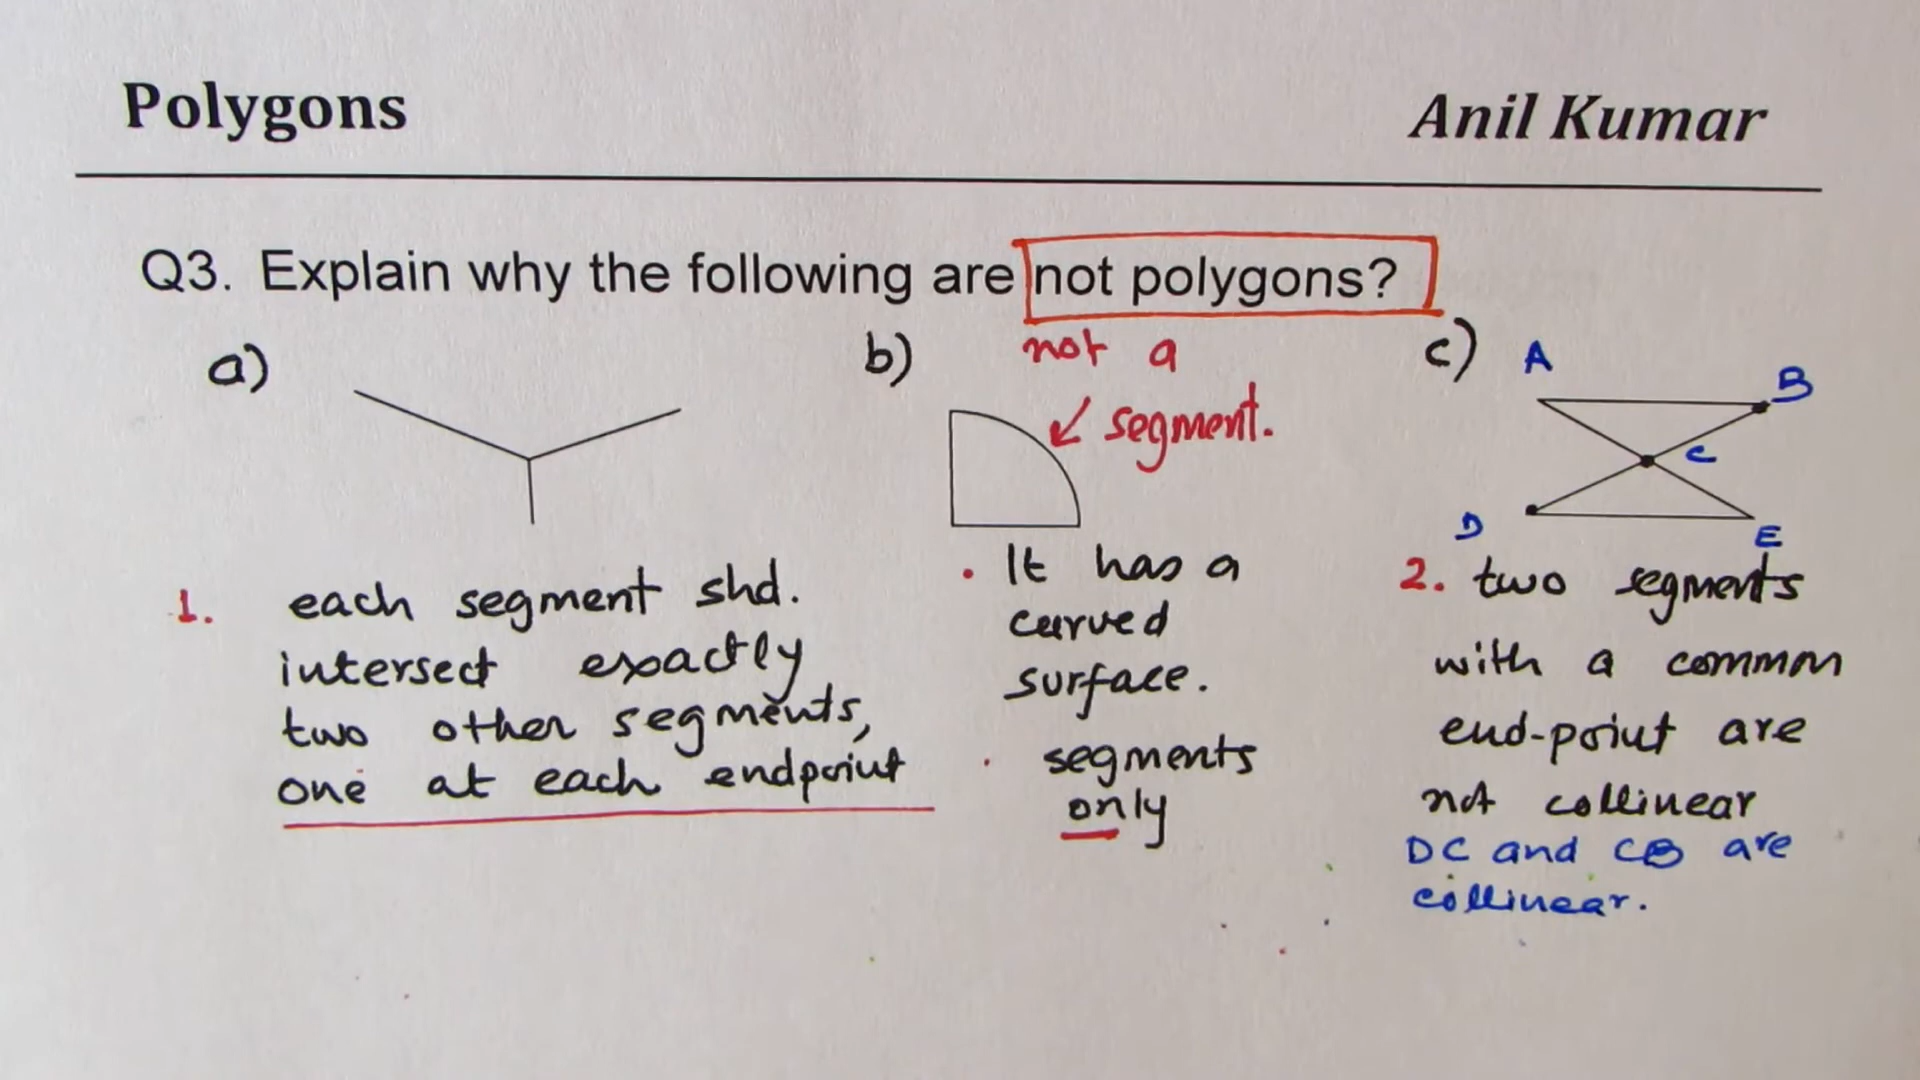 Polygons
Anil Kumar
Q3. Explain why the following are not polygons?
a)
1. each segment shd.
intersect exactly
two other segments,
one at each endpoint
b)
not a
segment.
. It has a
curved
surface.
. segments
only
c)
A
B
C
D
E
2. two segments
with a common
end-point are
not collinear
DC and CB are
collinear.